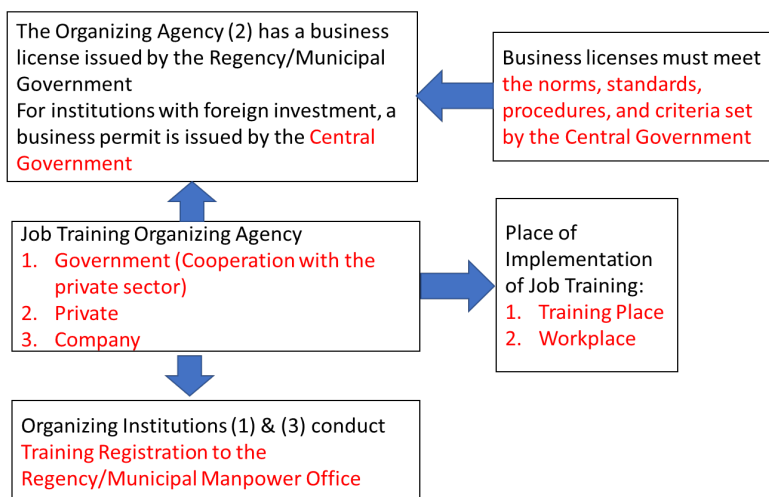 The Organizing Agency (2) has a business
license issued by the Regency/Municipal
Government
For institutions with foreign investment, a
business permit is issued by the Central
Government
Business licenses must meet
the norms, standards,
procedures, and criteria set
by the Central Government
Job Training Organizing Agency
1. Government (Cooperation with the
private sector)
2. Private
3. Company
Place of
Implementation
of Job Training:
1. Training Place
2. Workplace
Organizing Institutions (1) & (3) conduct
Training Registration to the
Regency/Municipal Manpower Office